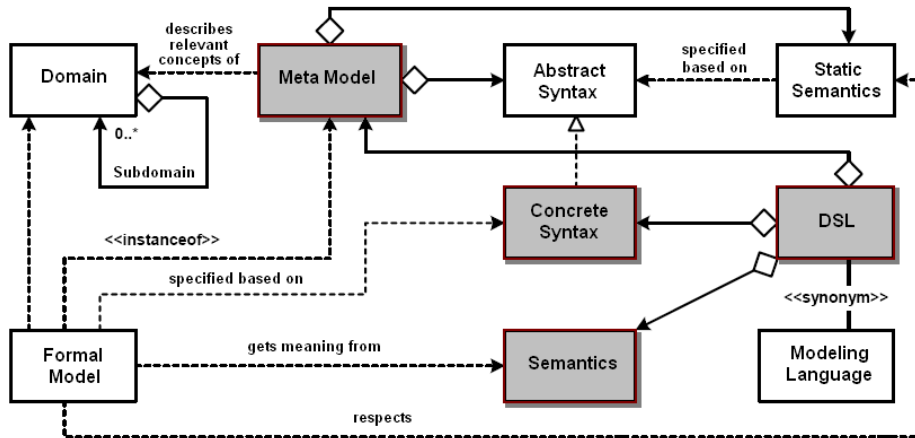 describes
relevant
concepts of
Domain
Meta Model
Abstract
Syntax
specified
based on
Static
Semantics
0..*
Subdomain
Concrete
Syntax
DSL
<<instanceof>>
specified based on
<<synonym>>
Formal
Model
gets meaning from
Semantics
Modeling
Language
respects